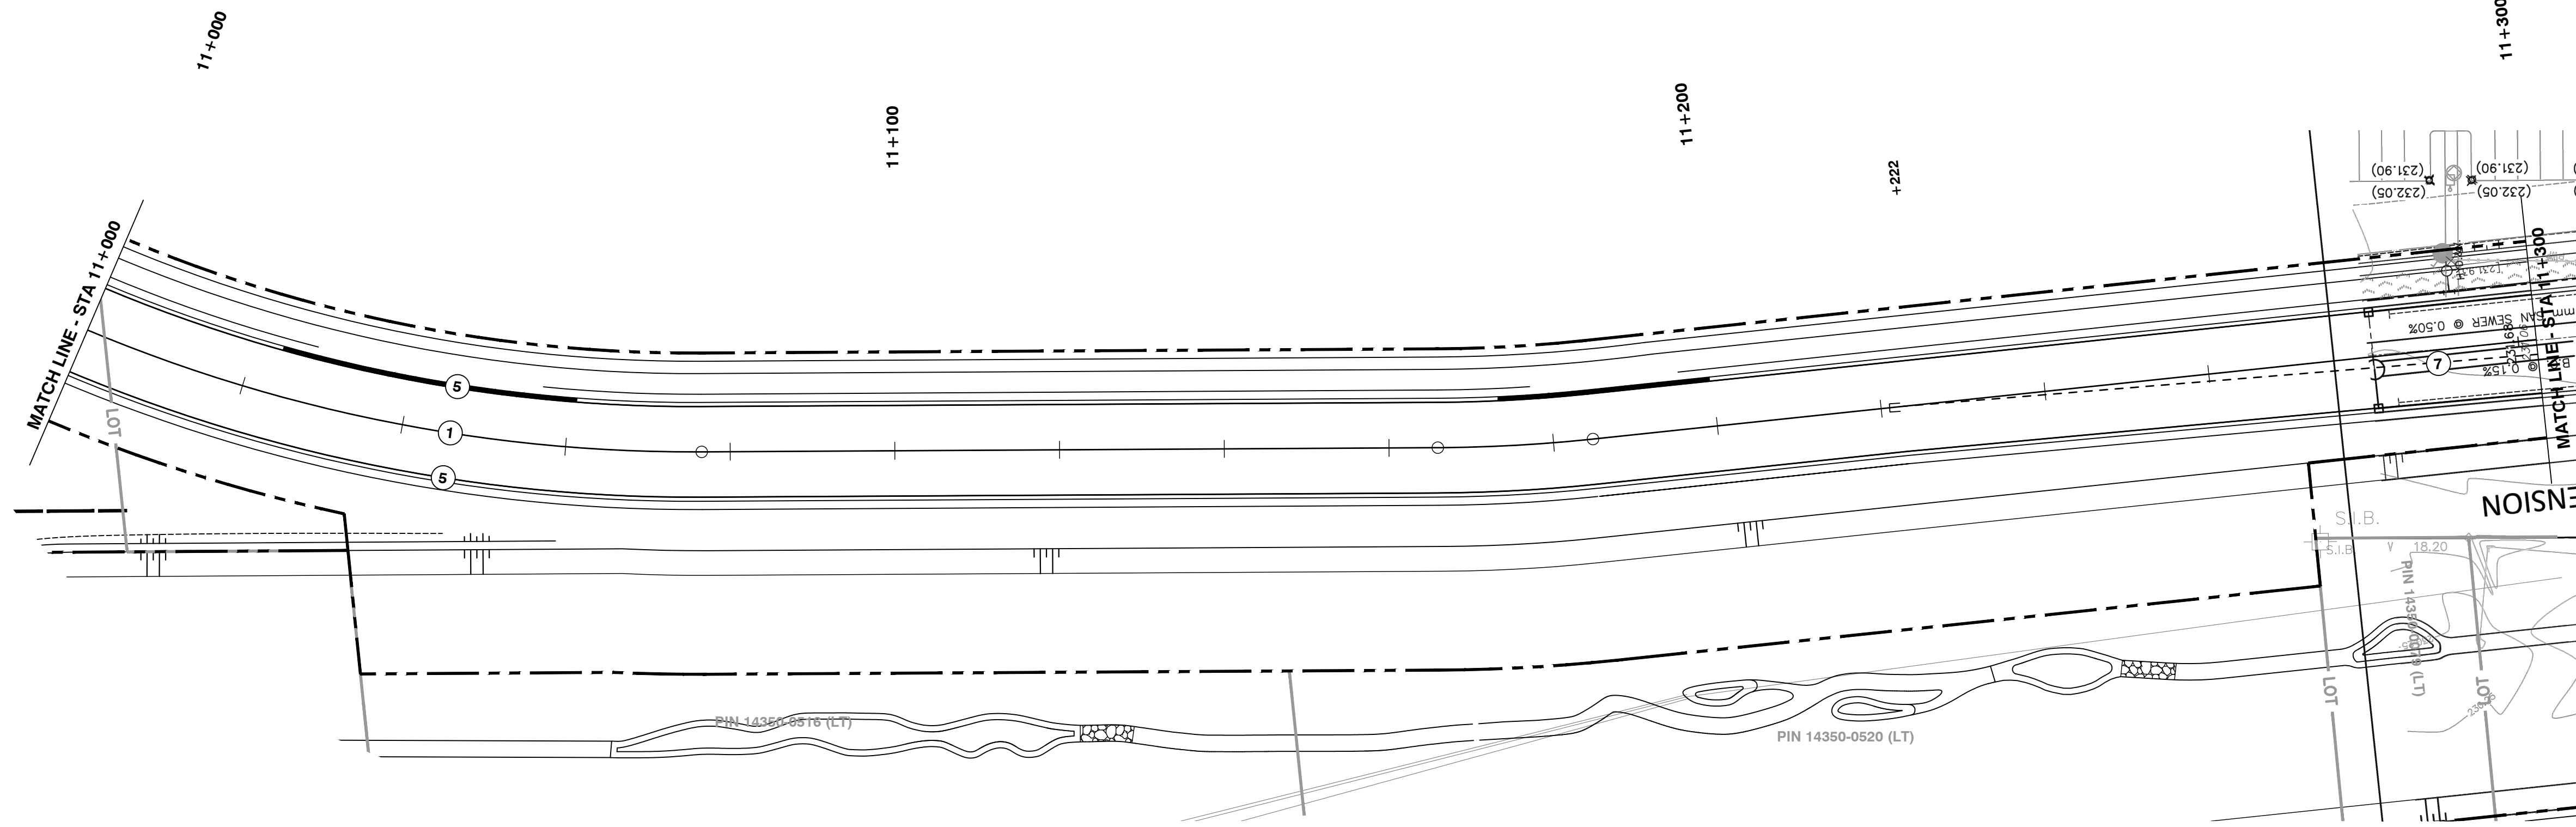 11+000
11+100
11+200
+222
11+300
MATCH LINE - STA 11+000
MATCH LINE - STA 11+300
(231.90)
(231.90)
(232.05)
(232.05)
SAN SEWER @ 0.50%
@ 0.15%
231.68
5
1
5
7
LOT
S.I.B.
S.I.B
18.20
PIN 14350-0516 (LT)
PIN 14350-0520 (LT)
LOT
LOT